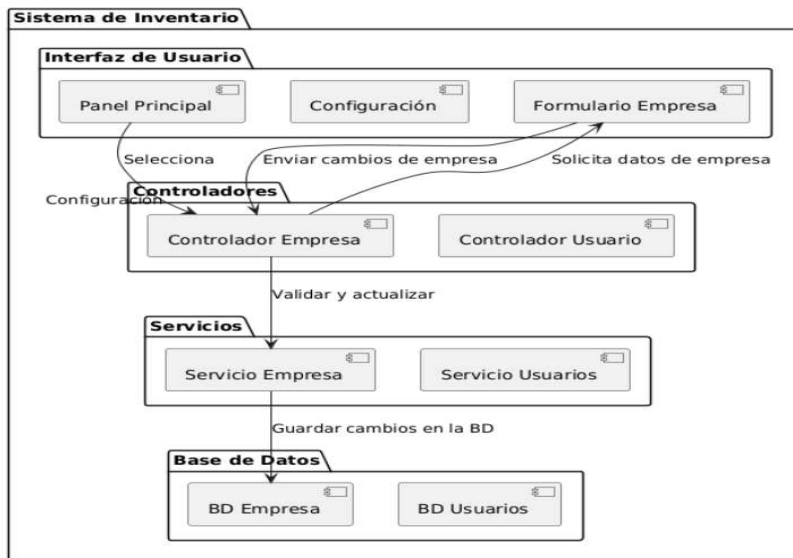 Sistema de Inventario
Interfaz de Usuario
Panel Principal
Configuración
Formulario Empresa
Selecciona
Configuración
Enviar cambios de empresa
Solicita datos de empresa
Controladores
Controlador Empresa
Controlador Usuario
Validar y actualizar
Servicios
Servicio Empresa
Servicio Usuarios
Guardar cambios en la BD
Base de Datos
BD Empresa
BD Usuarios